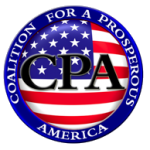 COALITION FOR A PROSPEROUS
CPA
AMERICA